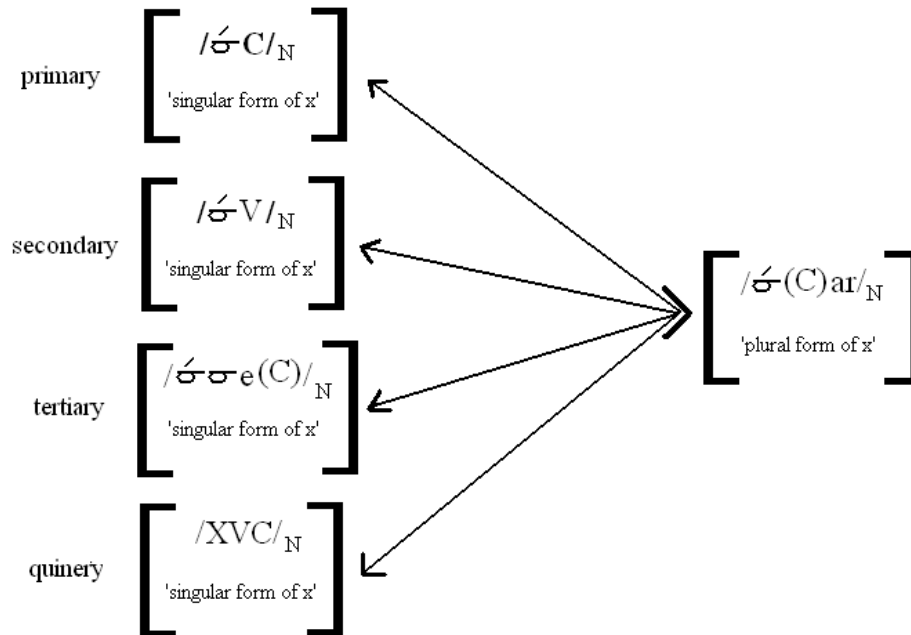 primary
/σ́C/N
'singular form of x'
secondary
/σ́V/N
'singular form of x'
/σ́(C)ar/N
'plural form of x'
tertiary
/σ́σe(C)/N
'singular form of x'
quinery
/XVC/N
'singular form of x'